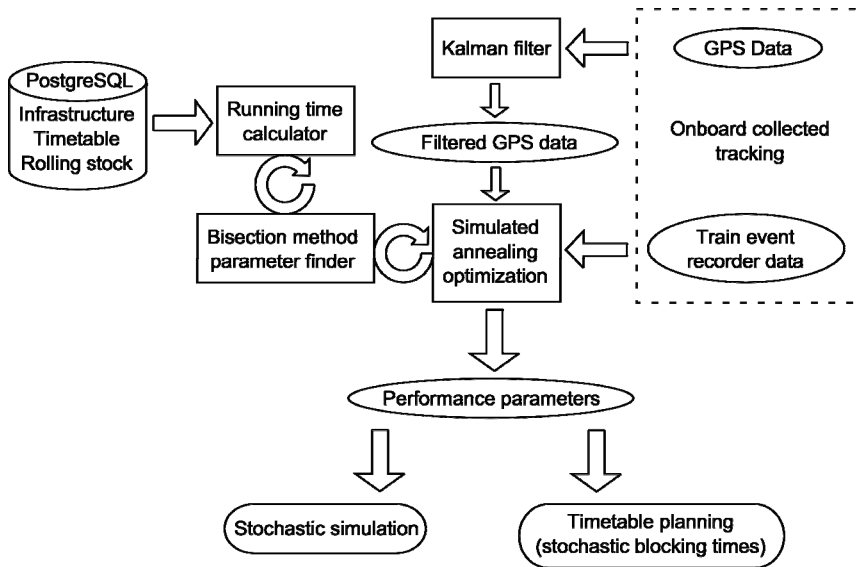 Kalman filter
GPS Data
PostgreSQL
Infrastructure
Timetable
Rolling stock
Running time
calculator
Filtered GPS data
Onboard collected
tracking
Bisection method
parameter finder
Simulated
annealing
optimization
Train event
recorder data
Performance parameters
Stochastic simulation
Timetable planning
(stochastic blocking times)